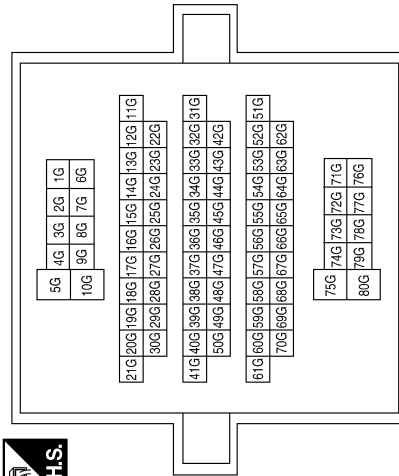 5G 4G 3G 2G 1G
10G 9G 8G 7G 6G
21G 20G 19G 18G 17G 16G 15G 14G 13G 12G 11G
30G 29G 28G 27G 26G 25G 24G 23G 22G
41G 40G 39G 38G 37G 36G 35G 34G 33G 32G 31G
50G 49G 48G 47G 46G 45G 44G 43G 42G
61G 60G 59G 58G 57G 56G 55G 54G 53G 52G 51G
70G 69G 68G 67G 66G 65G 64G 63G 62G
75G 74G 73G 72G 71G
80G 79G 78G 77G 76G
H.S.